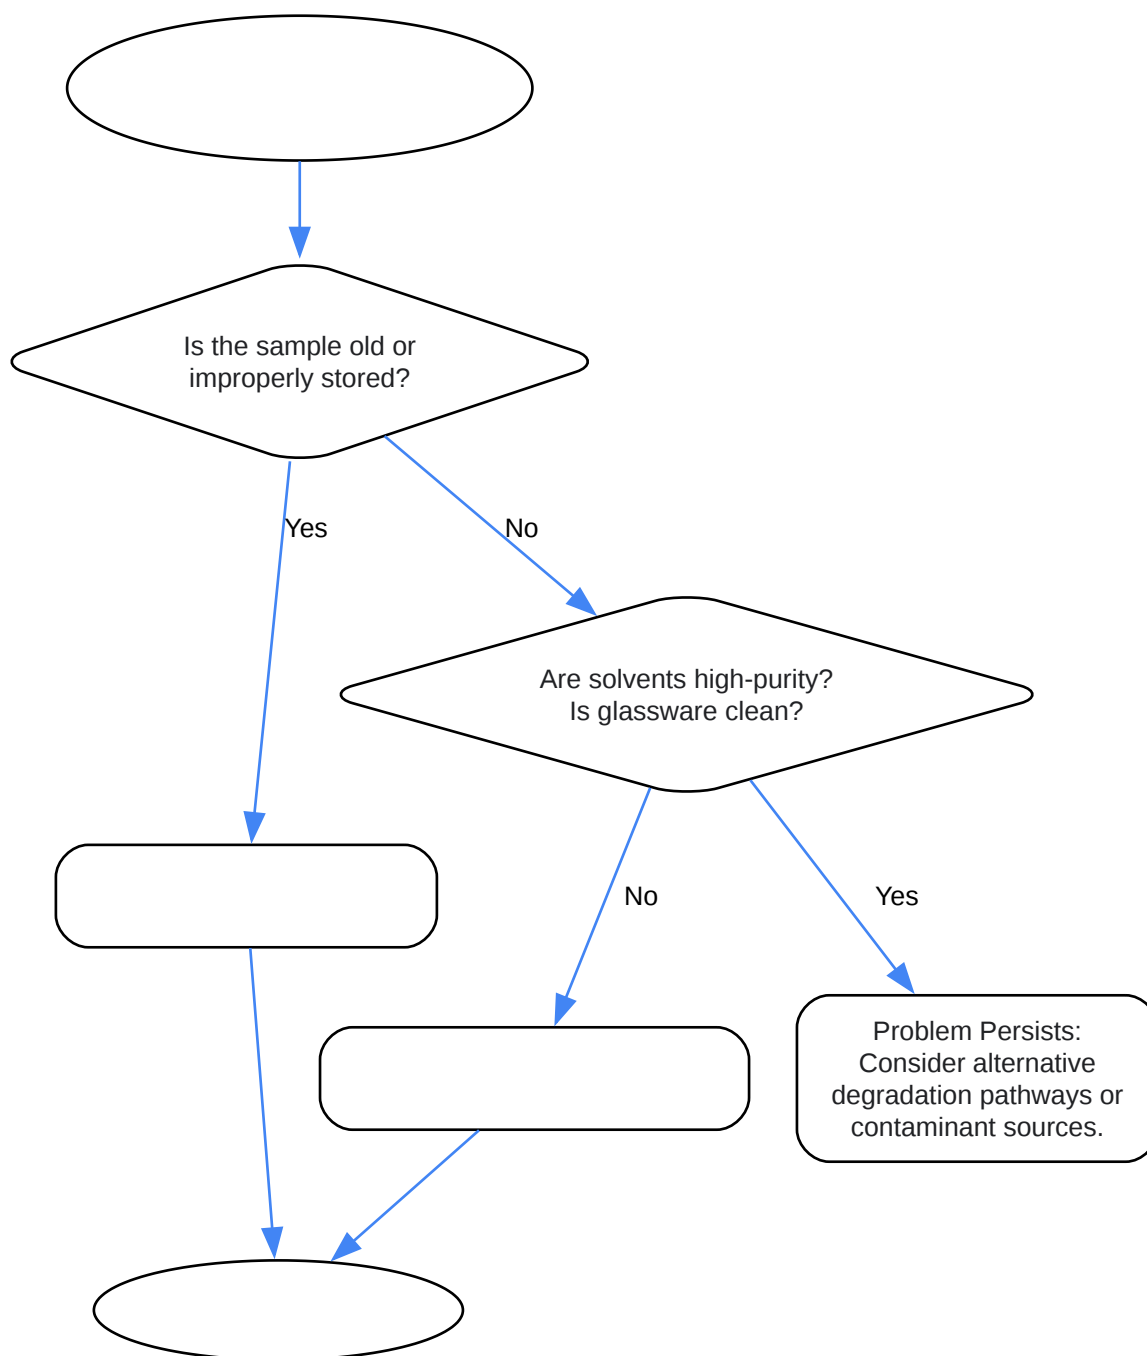 Is the sample old or
improperly stored?
Yes
No
Are solvents high-purity?
Is glassware clean?
No
Yes
Problem Persists:
Consider alternative
degradation pathways or
contaminant sources.